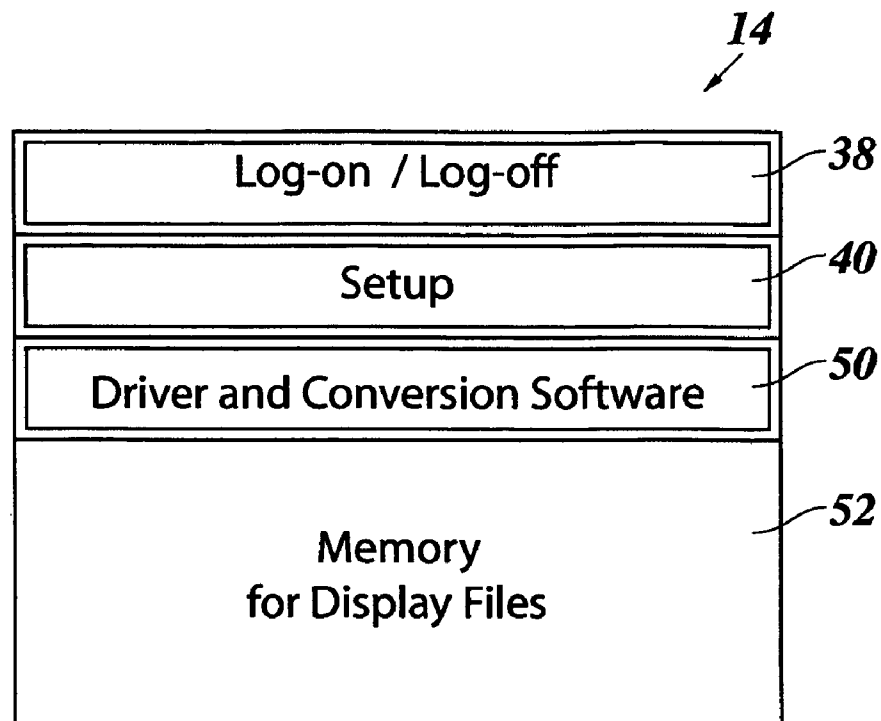 14
Log-on / Log-off
38
Setup
40
Driver and Conversion Software
50
Memory
for Display Files
52